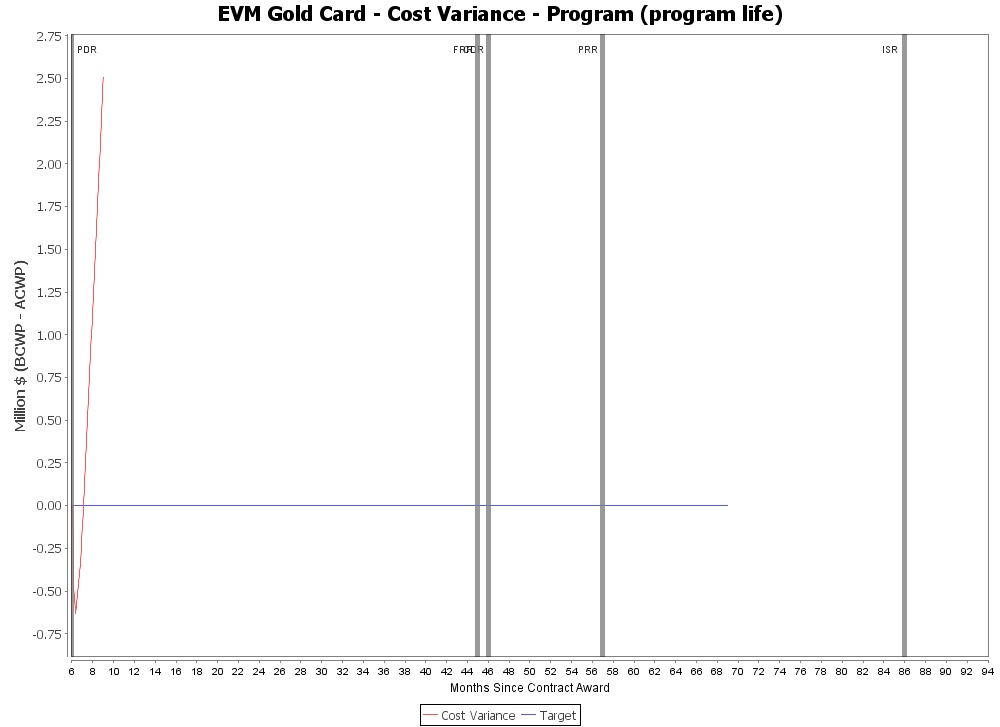 EVM Gold Card - Cost Variance - Program (program life)
PDR PRR ISR
Million $ (BCWP - ACWP)
2.75
2.50
2.25
2.00
1.75
1.50
1.25
1.00
0.75
0.50
0.25
0.00
-0.25
-0.50
-0.75
6 8 10 12 14 16 18 20 22 24 26 28 30 32 34 36 38 40 42 44 46 48 50 52 54 56 58 60 62 64 66 68 70 72 74 76 78 80 82 84 86 88 90 92 94
Months Since Contract Award
Cost Variance Target